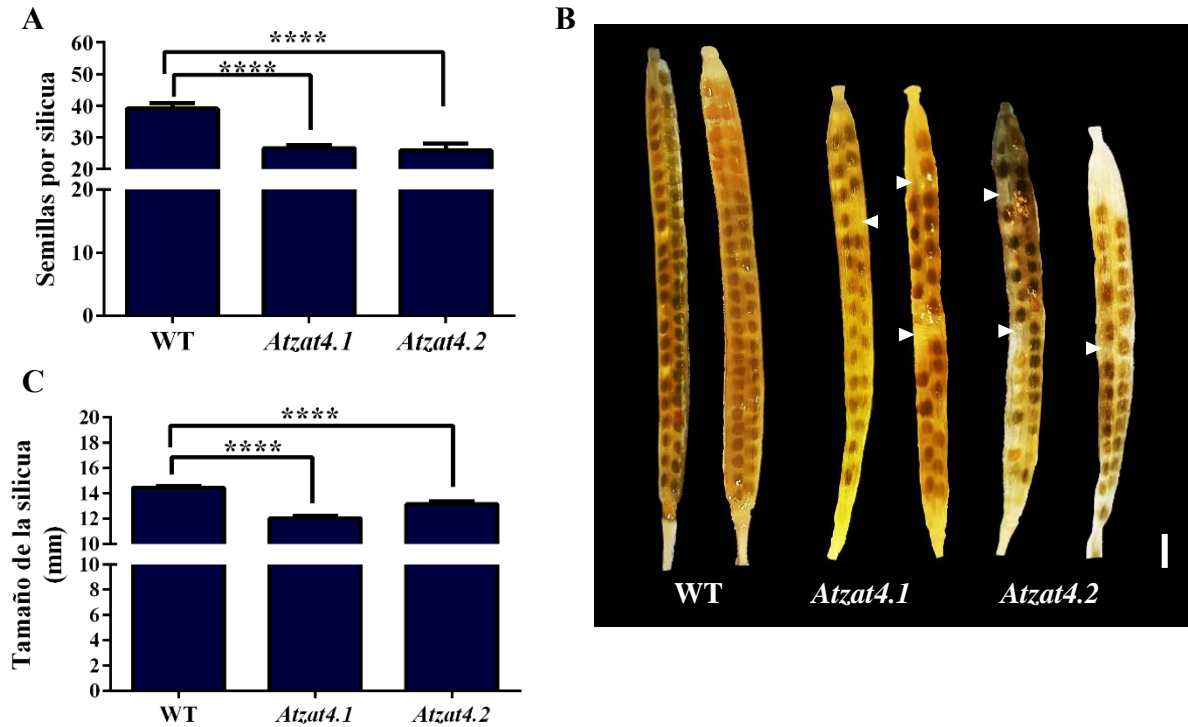 A
Semillas por silicua
60
50
40
30
20
20
10
0
****
****
WT
Atzat4.1
Atzat4.2
B
WT
Atzat4.1
Atzat4.2
C
Tamaño de la silicua
(mm)
20
18
16
14
12
10
10
8
6
4
2
0
****
****
WT
Atzat4.1
Atzat4.2